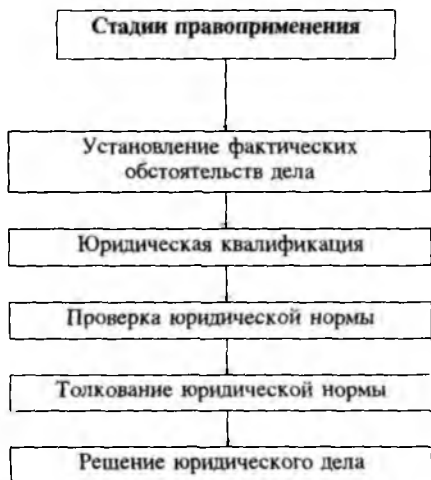 Стадии правоприменения
Установление фактических
обстоятельств дела
Юридическая квалификация
Проверка юридической нормы
Толкование юридической нормы
Решение юридического дела